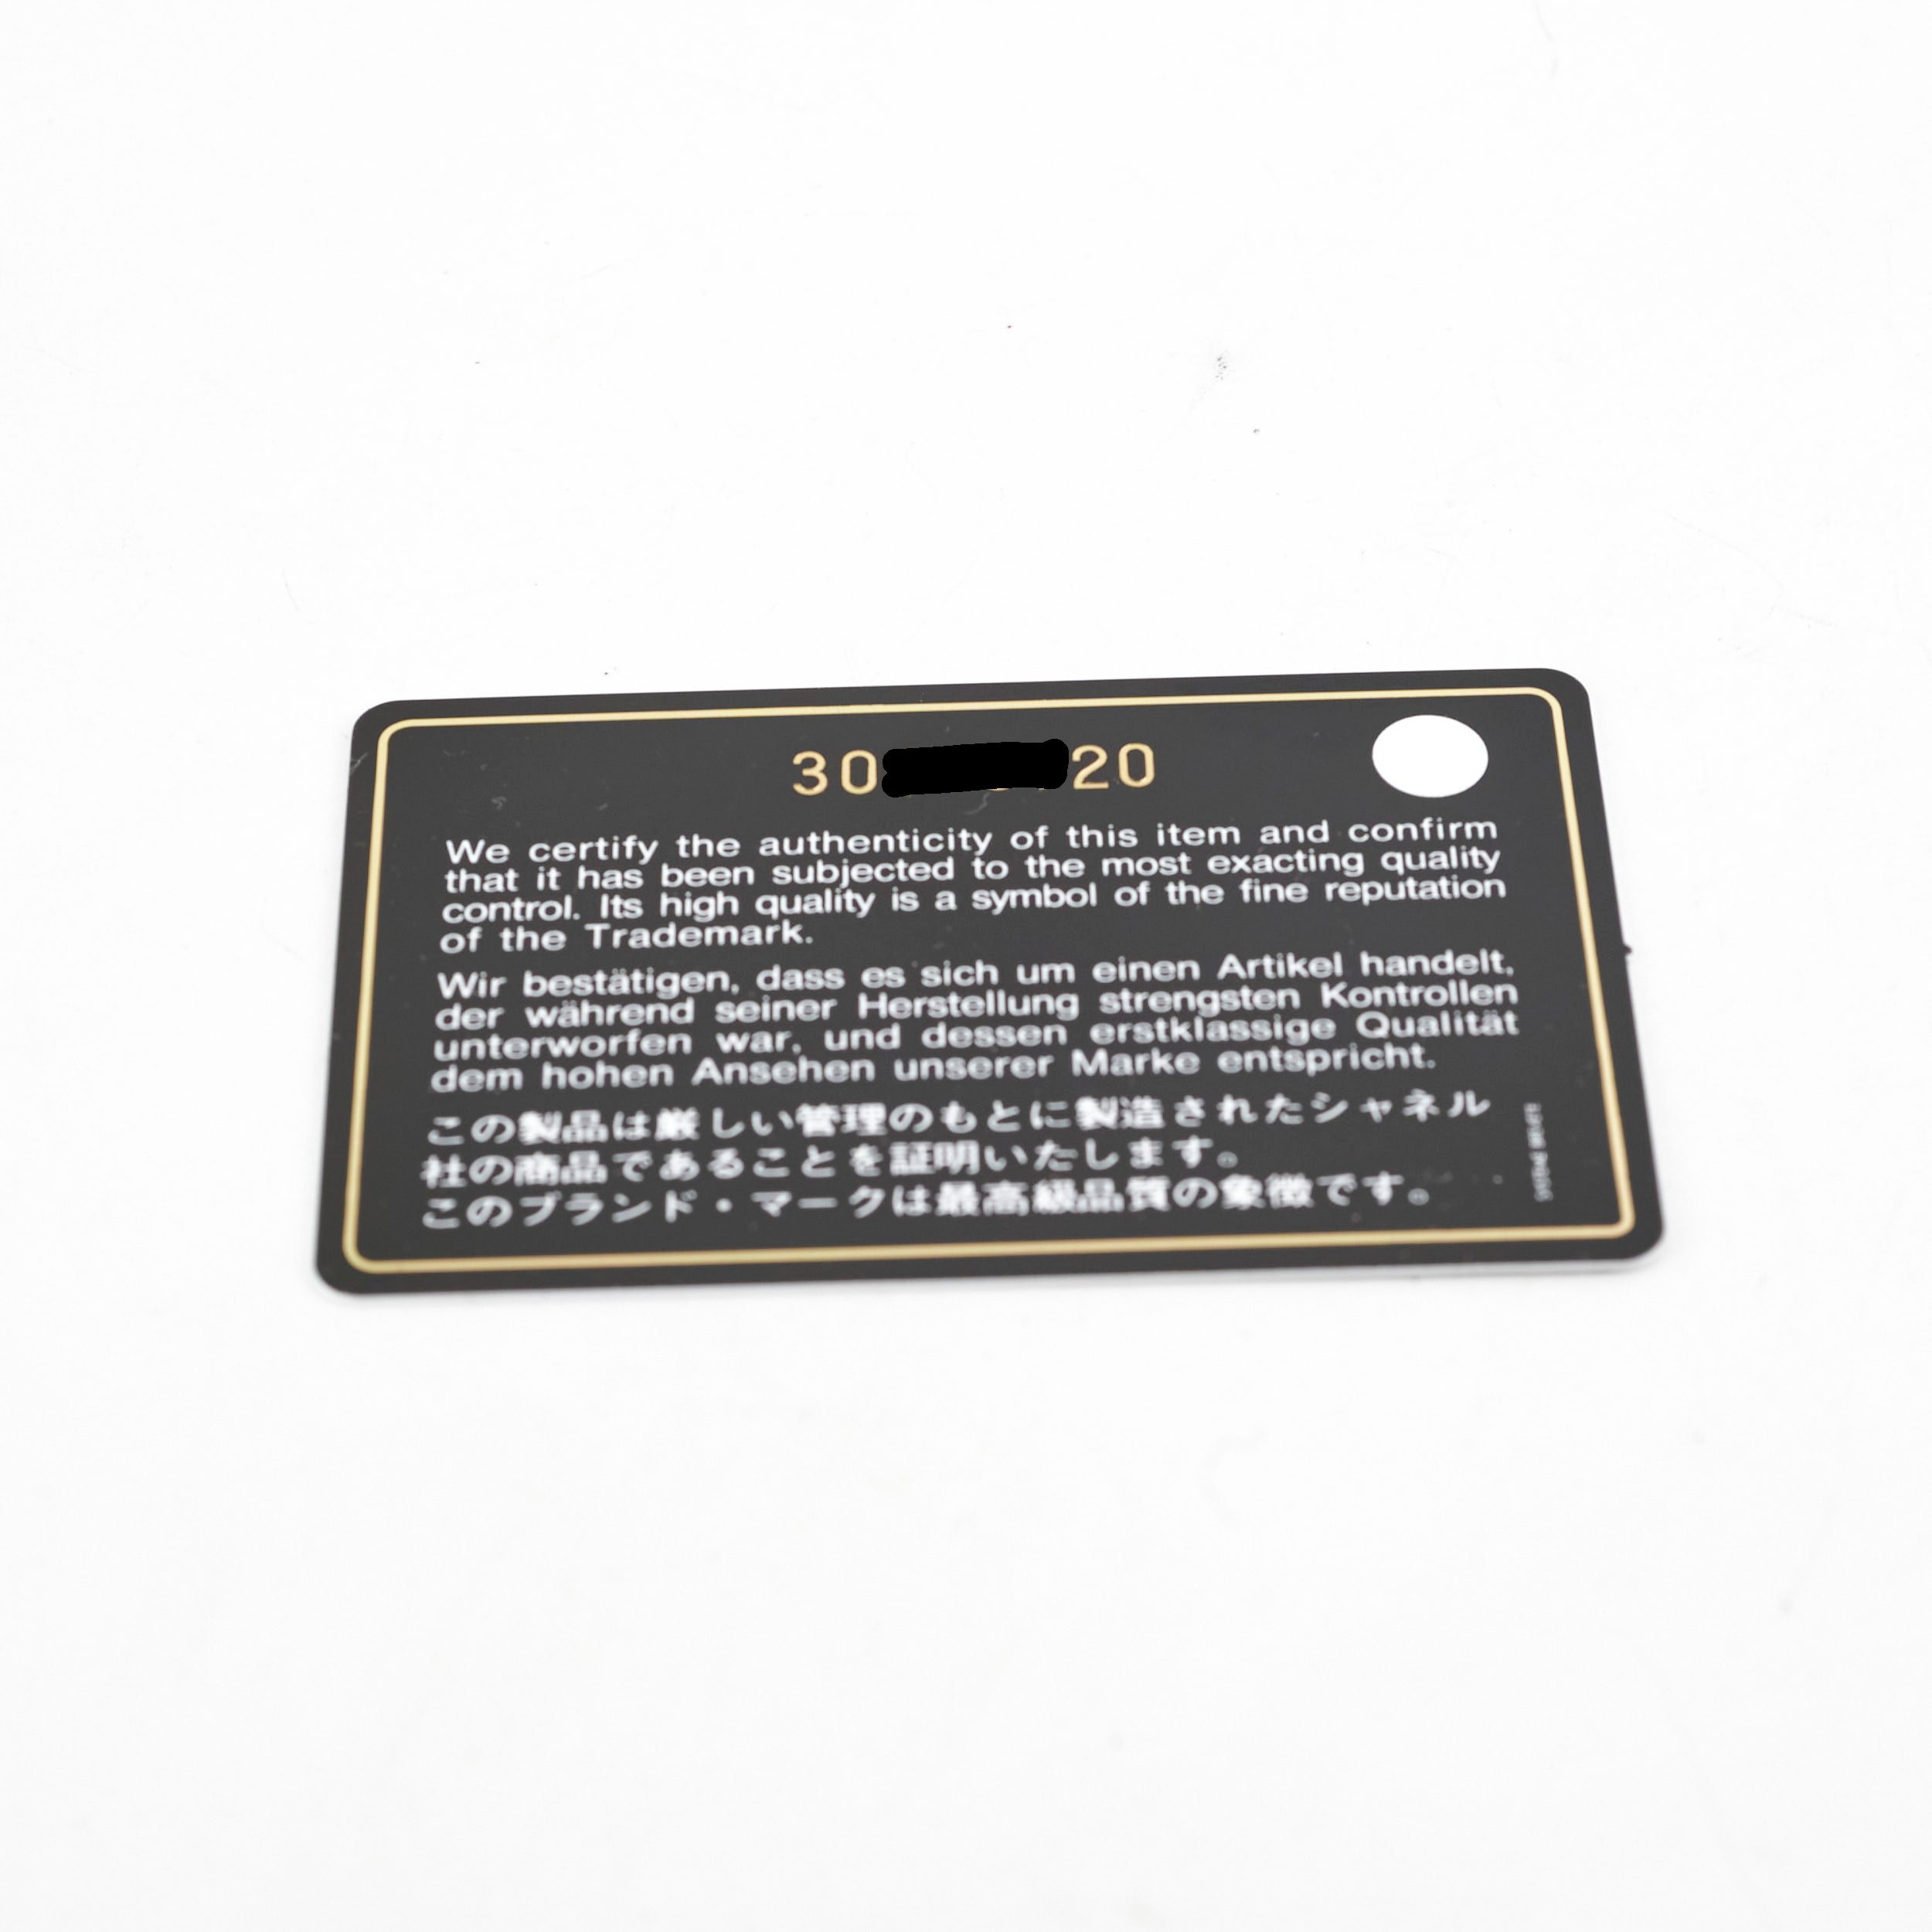 30 20
We certify the authenticity of this item and confirm
that it has been subjected to the most exacting quality
control. Its high quality is a symbol of the fine reputation
of the Trademark.
Wir bestätigen, dass es sich um einen Artikel handelt,
der während seiner Herstellung strengsten Kontrollen
unterworfen war, und dessen erstklassige Qualität
dem hohen Ansehen unserer Marke entspricht.
この製品は厳しい管理のもとに製造されたシャネル
社の商品であることを証明いたします。
このブランド・マークは最高級品質の象徴です。